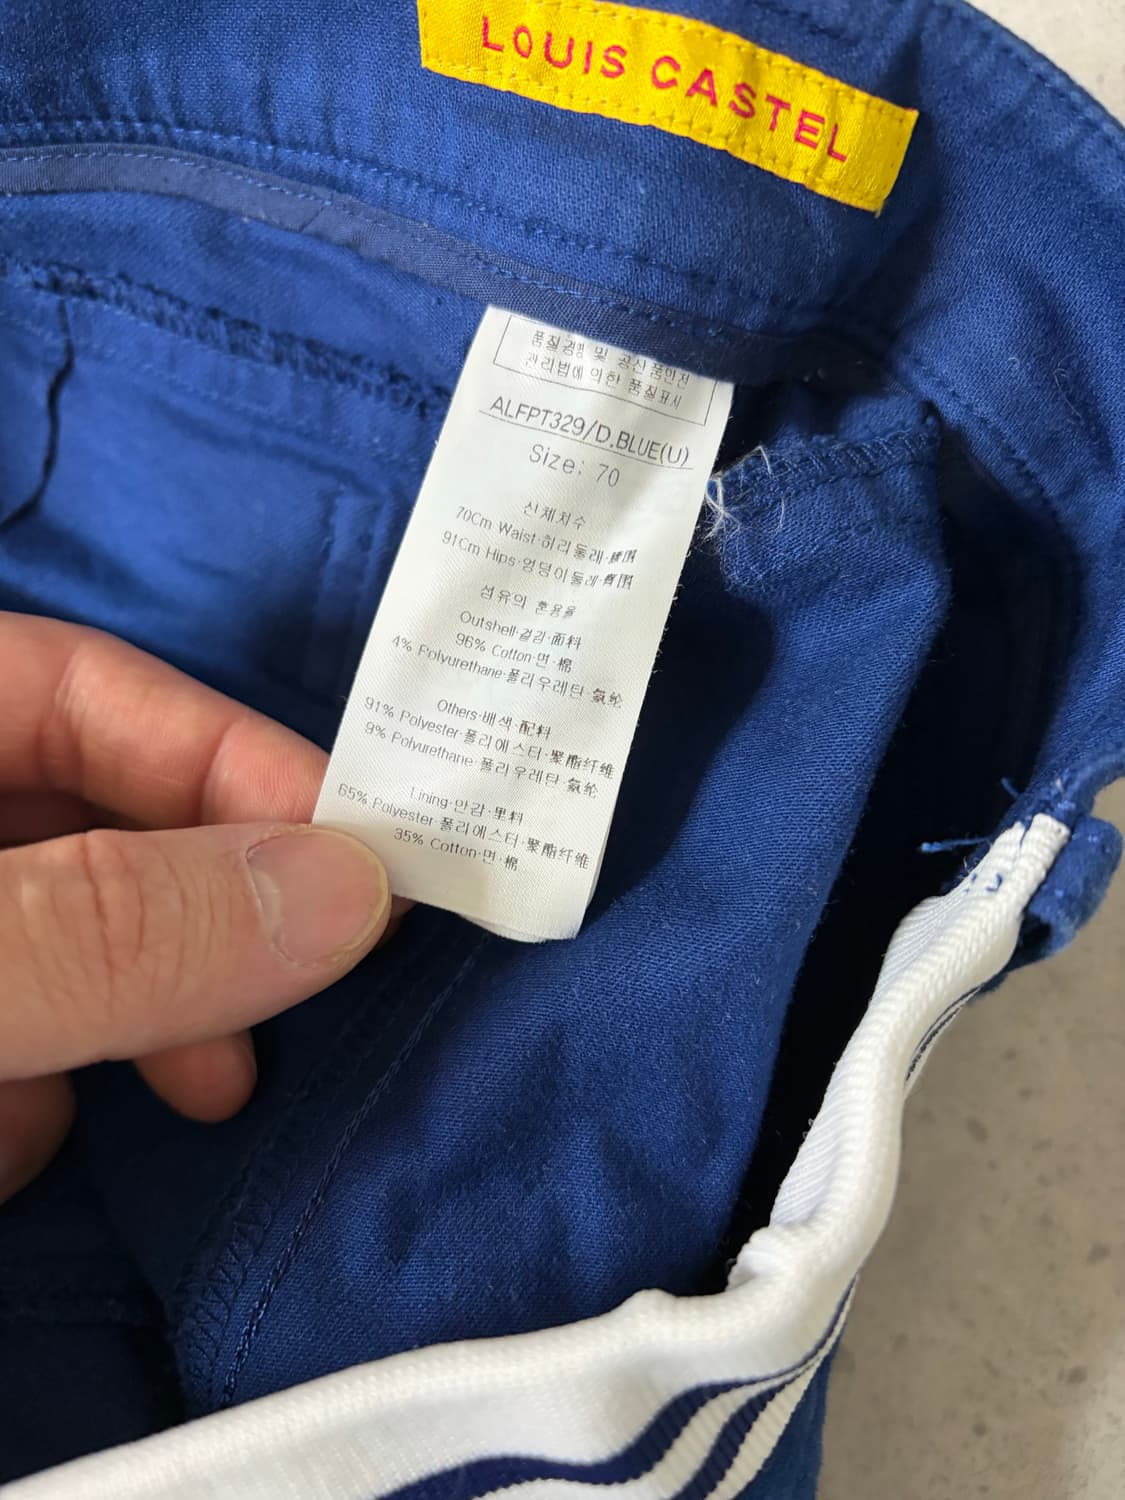 LOUIS CASTEL
품질경영 및 공산품안전
관리법에 의한 품질표시
ALFPT329/D.BLUE(U)
Size: 70
신체치수
70Cm Waist·허리둘레·腰围
91Cm Hips·엉덩이둘레·臀围
섬유의 혼용율
Outshell·겉감·面料
96% Cotton·면·棉
4% Polyurethane·폴리우레탄·氨纶
Others·배색·配料
91% Polyester·폴리에스터·聚酯纤维
9% Polyurethane·폴리우레탄·氨纶
Lining·안감·里料
65% Polyester·폴리에스터·聚酯纤维
35% Cotton·면·棉